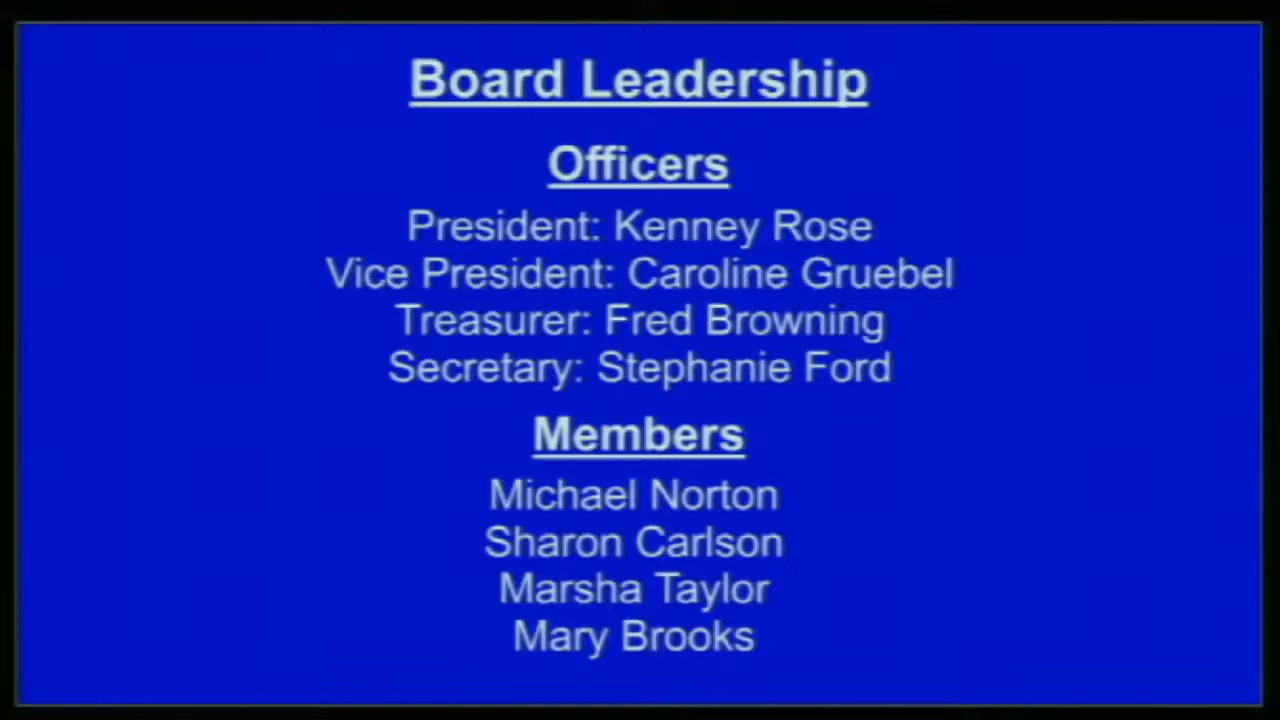 Board Leadership
Officers
President: Kenney Rose
Vice President: Caroline Gruebel
Treasurer: Fred Browning
Secretary: Stephanie Ford
Members
Michael Norton
Sharon Carlson
Marsha Taylor
Mary Brooks